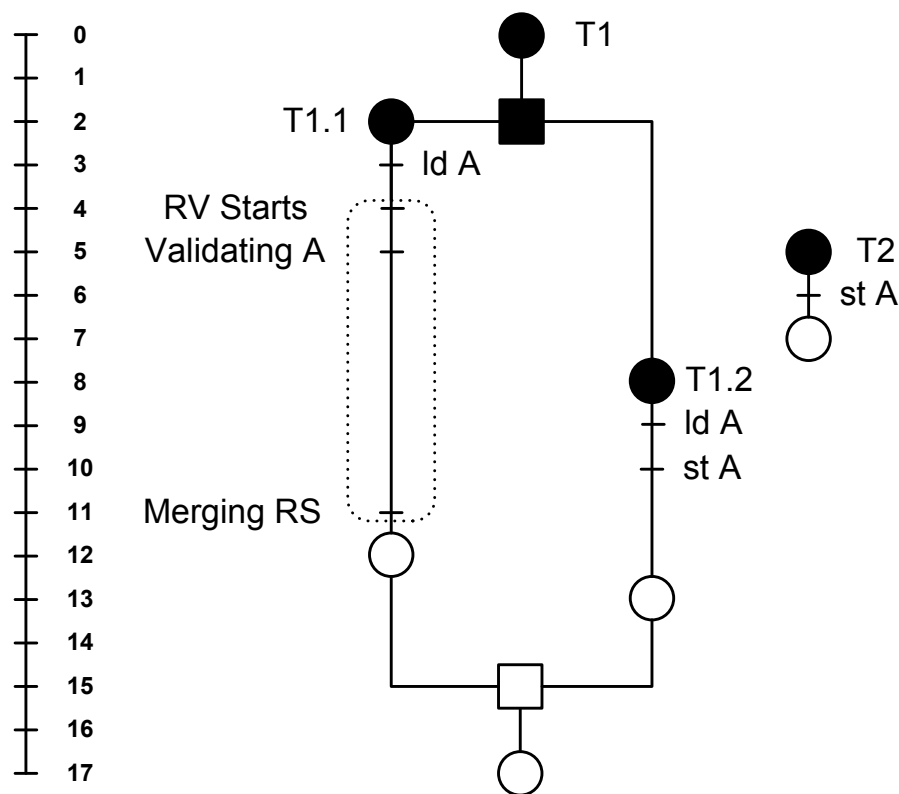 0
T1
1
T1.1
2
3
ld A
RV Starts
4
Validating A
5
T2
6
st A
7
8
T1.2
9
ld A
10
st A
Merging RS
11
12
13
14
15
16
17